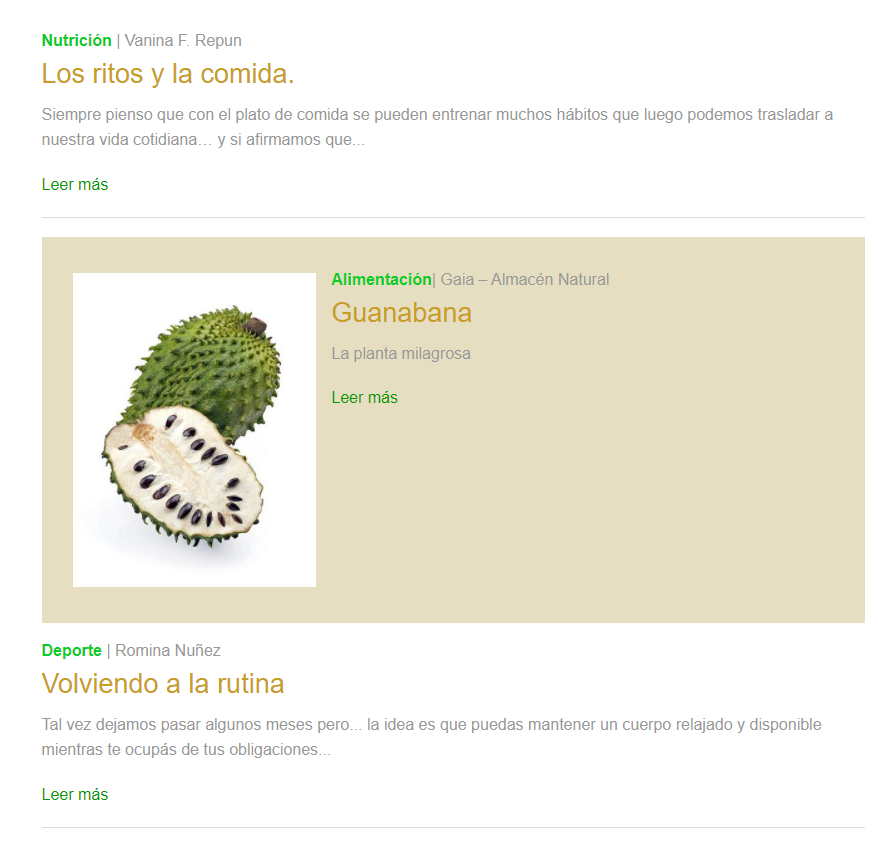 Nutrición | Vanina F. Repun
Los ritos y la comida.
Siempre pienso que con el plato de comida se pueden entrenar muchos hábitos que luego podemos trasladar a
nuestra vida cotidiana… y si afirmamos que...
Leer más
Alimentación| Gaia – Almacén Natural
Guanabana
La planta milagrosa
Leer más
Deporte | Romina Nuñez
Volviendo a la rutina
Tal vez dejamos pasar algunos meses pero... la idea es que puedas mantener un cuerpo relajado y disponible
mientras te ocupás de tus obligaciones...
Leer más